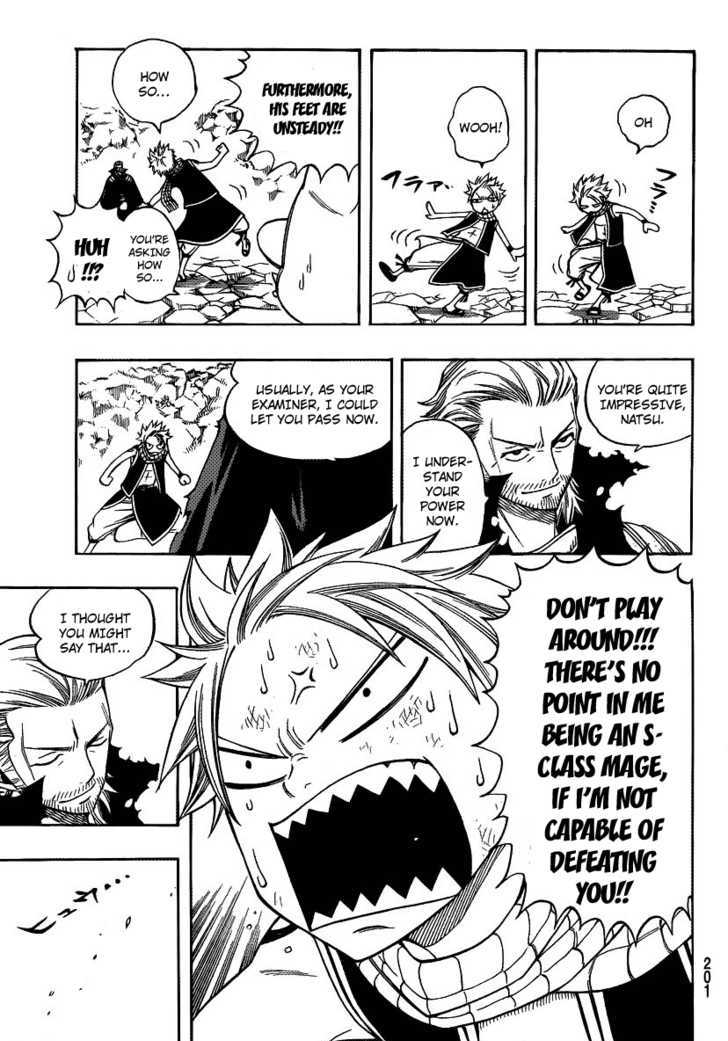 OH
フラ...
WOOH!
FURTHERMORE,
HIS FEET ARE
UNSTEADY!!
HOW
SO...
YOU'RE
ASKING
HOW
SO...
HUH
!!?
YOU'RE QUITE
IMPRESSIVE,
NATSU.
I UNDER-
STAND
YOUR
POWER
NOW.
USUALLY, AS YOUR
EXAMINER, I COULD
LET YOU PASS NOW.
DON'T PLAY
AROUND!!!
THERE'S NO
POINT IN ME
BEING AN S-
CLASS MAGE,
IF I'M NOT
CAPABLE OF
DEFEATING
YOU!!
I THOUGHT
YOU MIGHT
SAY THAT...
201